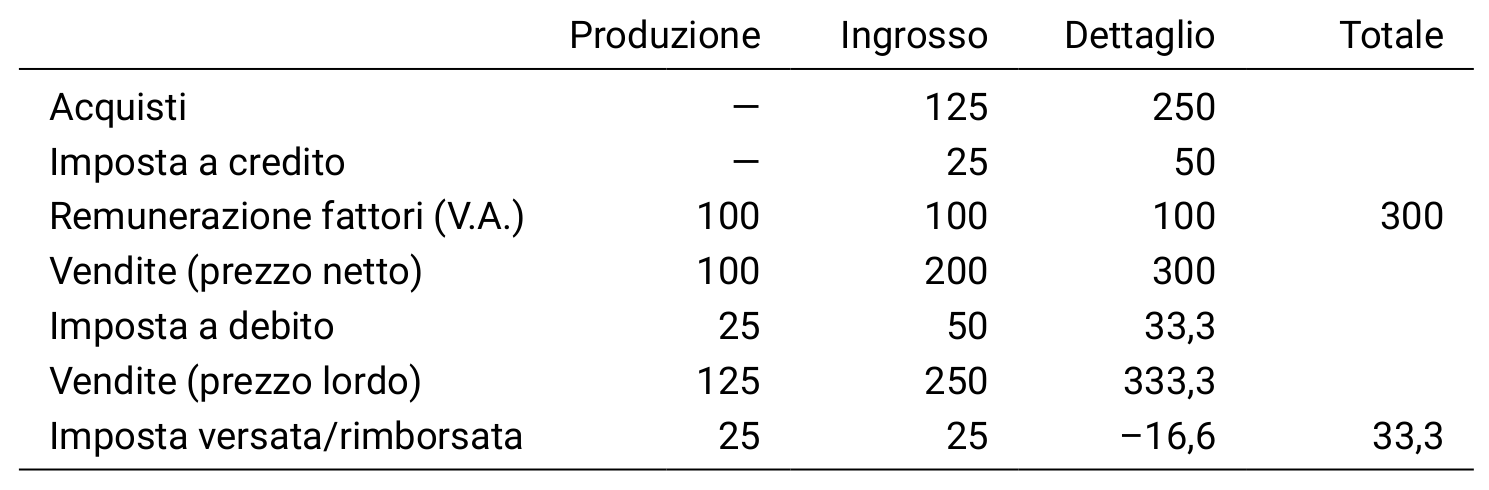 Produzione Ingrosso Dettaglio Totale
Acquisti — 125 250
Imposta a credito — 25 50
Remunerazione fattori (V.A.) 100 100 100 300
Vendite (prezzo netto) 100 200 300
Imposta a debito 25 50 33,3
Vendite (prezzo lordo) 125 250 333,3
Imposta versata/rimborsata 25 25 –16,6 33,3